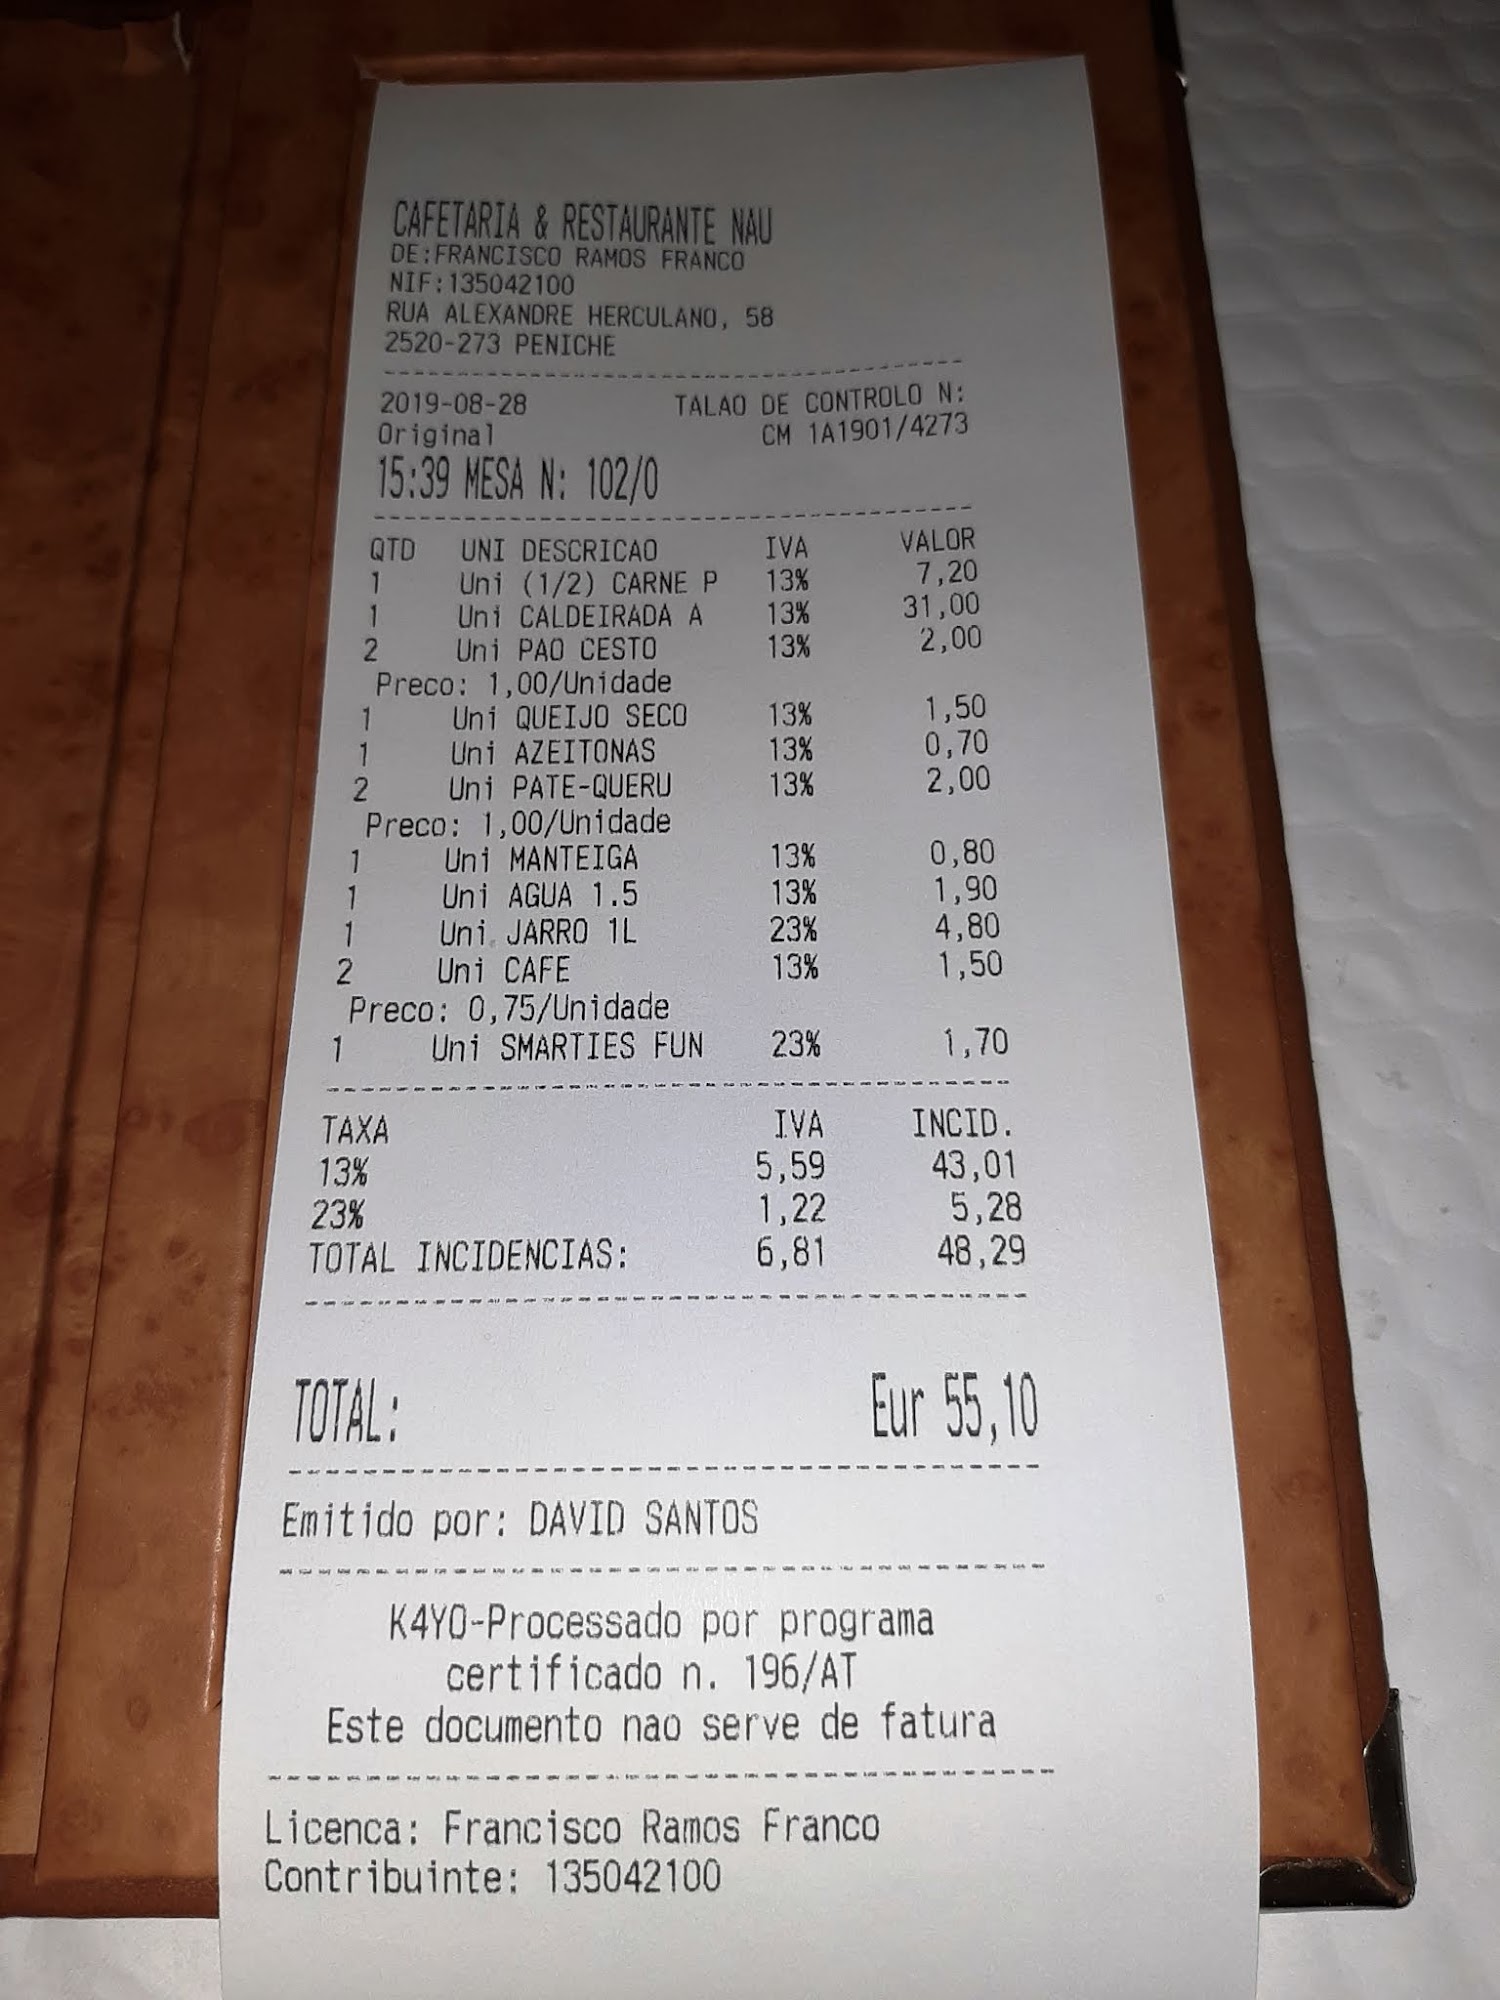 CAFETARIA & RESTAURANTE NAU
DE:FRANCISCO RAMOS FRANCO
NIF:135042100
RUA ALEXANDRE HERCULANO, 58
2520-273 PENICHE
2019-08-28 TALAO DE CONTROLO N:
Original CM 1A1901/4273
15:39 MESA N: 102/0
QTD UNI DESCRICAO IVA VALOR
1 Uni (1/2) CARNE P 13% 7,20
1 Uni CALDEIRADA A 13% 31,00
2 Uni PAO CESTO 13% 2,00
Preco: 1,00/Unidade
1 Uni QUEIJO SECO 13% 1,50
1 Uni AZEITONAS 13% 0,70
2 Uni PATE-QUERU 13% 2,00
Preco: 1,00/Unidade
1 Uni MANTEIGA 13% 0,80
1 Uni AGUA 1.5 13% 1,90
1 Uni JARRO 1L 23% 4,80
2 Uni CAFE 13% 1,50
Preco: 0,75/Unidade
1 Uni SMARTIES FUN 23% 1,70
TAXA IVA INCID.
13% 5,59 43,01
23% 1,22 5,28
TOTAL INCIDENCIAS: 6,81 48,29
TOTAL: Eur 55,10
Emitido por: DAVID SANTOS
K4YO-Processado por programa
certificado n. 196/AT
Este documento nao serve de fatura
Licenca: Francisco Ramos Franco
Contribuinte: 135042100